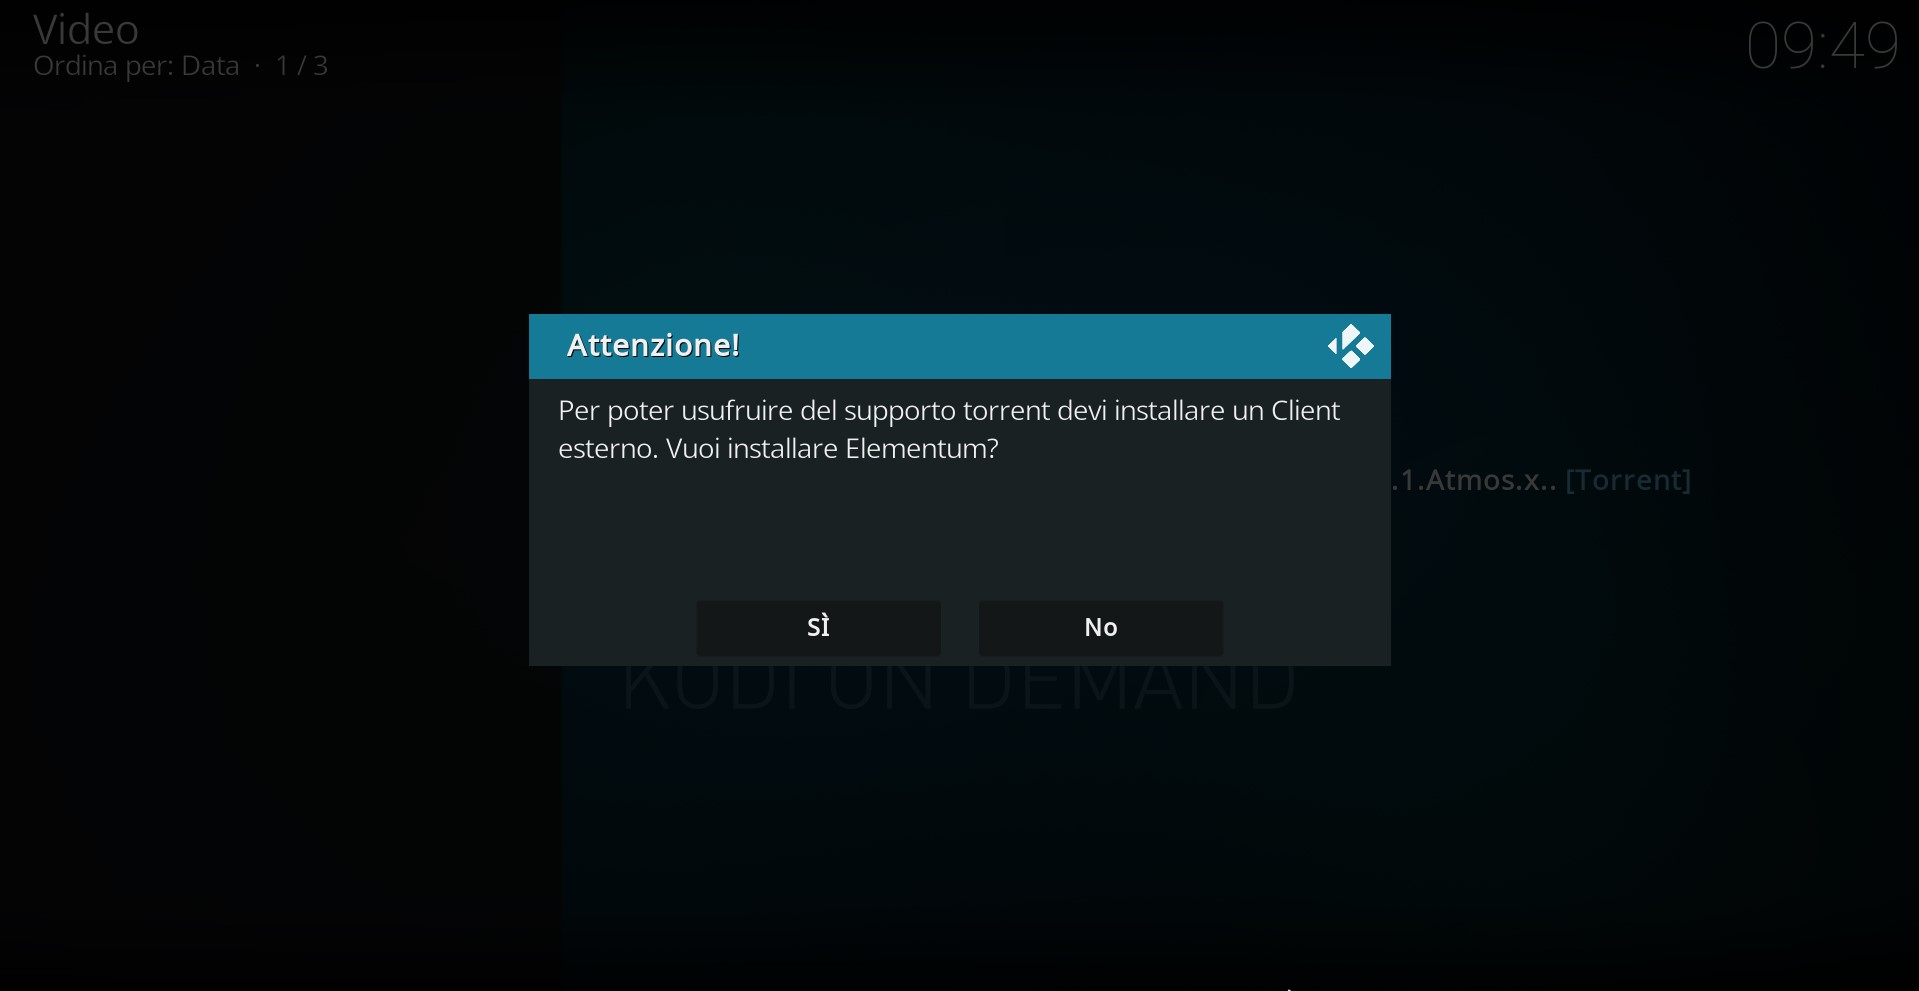 Video
Ordina per: Data · 1 / 3
09:49
Attenzione!
Per poter usufruire del supporto torrent devi installare un Client
esterno. Vuoi installare Elementum?
.1.Atmos.x.. [Torrent]
SÌ
No
KODI ON DEMAND